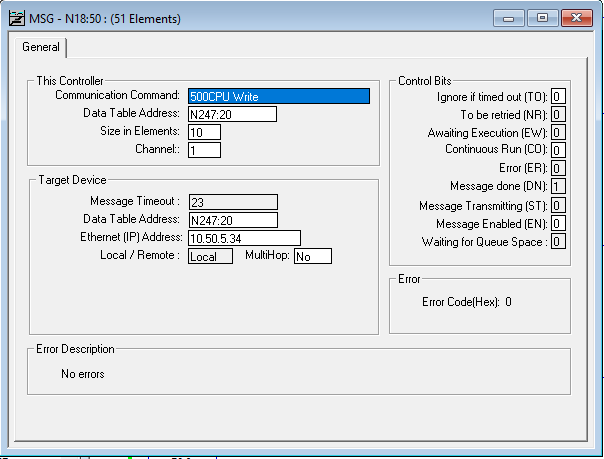 MSG - N18:50 : (51 Elements)
General
This Controller
Communication Command: 500CPU Write
Data Table Address: N247:20
Size in Elements: 10
Channel:: 1
Target Device
Message Timeout : 23
Data Table Address: N247:20
Ethernet (IP) Address: 10.50.5.34
Local / Remote : Local MultiHop: No
Control Bits
Ignore if timed out (TO): 0
To be retried (NR): 0
Awaiting Execution (EW): 0
Continuous Run (CO): 0
Error (ER): 0
Message done (DN): 1
Message Transmitting (ST): 0
Message Enabled (EN): 0
Waiting for Queue Space : 0
Error
Error Code(Hex): 0
Error Description
No errors